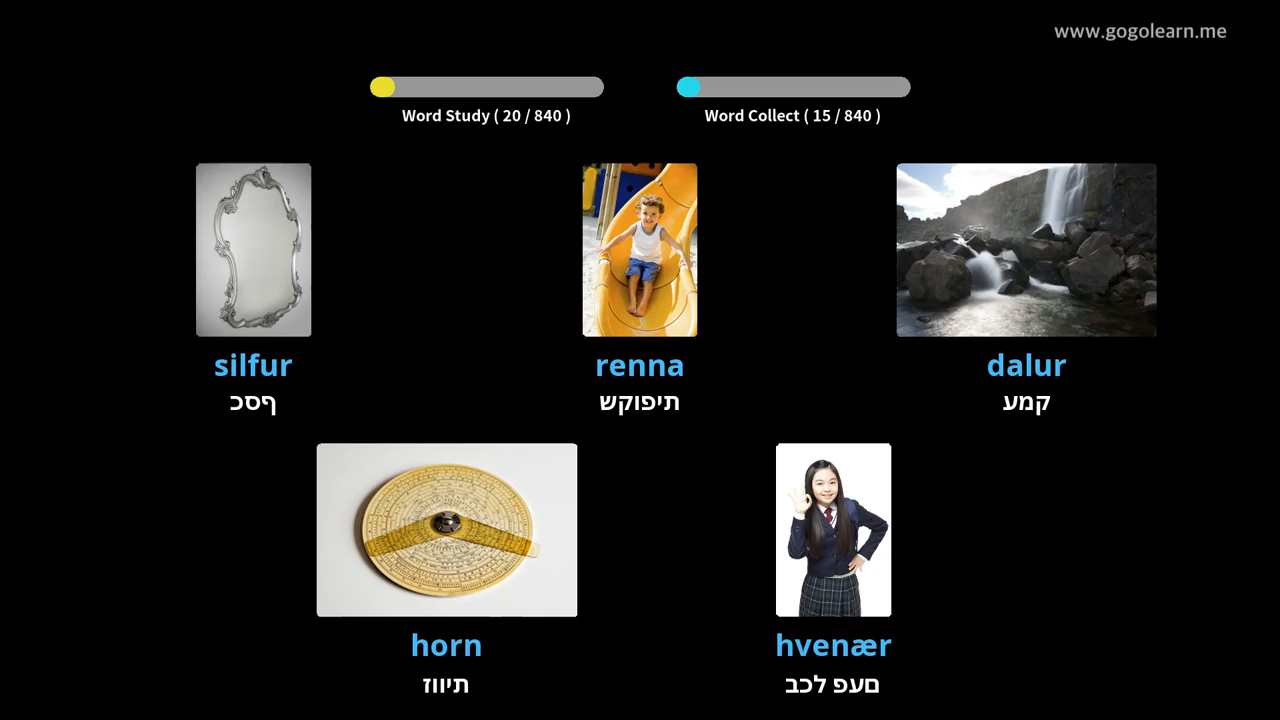 www.gogolearn.me
Word Study ( 20 / 840 ) Word Collect ( 15 / 840 )
silfur renna dalur
כסף שקופית עמק
horn hvenær
זווית בכל פעם